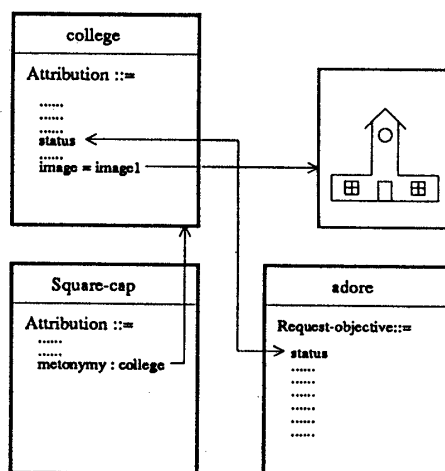 college
Attribution ::=
......
......
......
status
......
image = image1
Square-cap
Attribution ::=
......
......
metonymy : college
adore
Request-objective::=
status
......
......
......
......
......
......